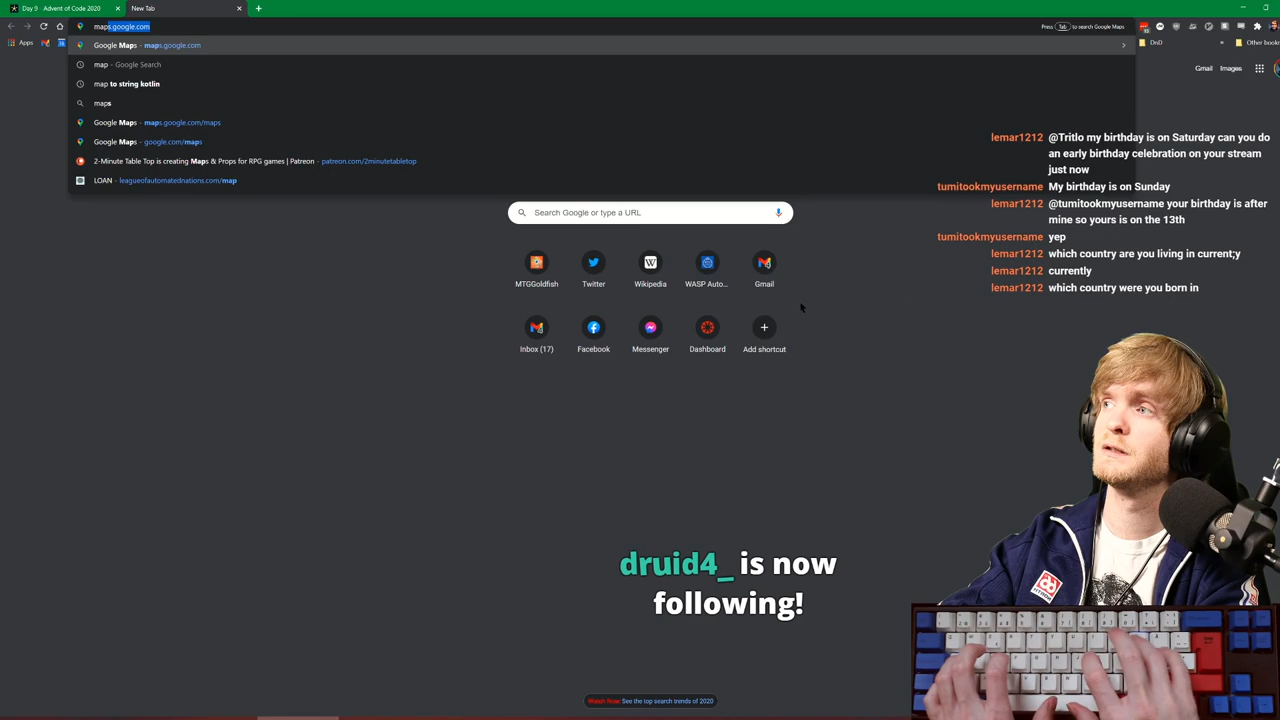 Day 9 - Advent of Code 2020
New Tab
maps.google.com
Press Tab to search Google Maps
Apps
DnD
Other book
Google Maps - maps.google.com
map - Google Search
map to string kotlin
maps
Google Maps - maps.google.com/maps
Google Maps - google.com/maps
2-Minute Table Top is creating Maps & Props for RPG games | Patreon - patreon.com/2minutetabletop
LOAN - leagueofautomatednations.com/map
Gmail Images
Search Google or type a URL
MTGGoldfish Twitter Wikipedia WASP Auto... Gmail
Inbox (17) Facebook Messenger Dashboard Add shortcut
lemar1212 @Tritlo my birthday is on Saturday can you do
an early birthday celebration on your stream
just now
tumitookmyusername My birthday is on Sunday
lemar1212 @tumitookmyusername your birthday is after
mine so yours is on the 13th
tumitookmyusername yep
lemar1212 which country are you living in current;y
lemar1212 currently
lemar1212 which country were you born in
druid4_ is now
following!
Watch Now: See the top search trends of 2020